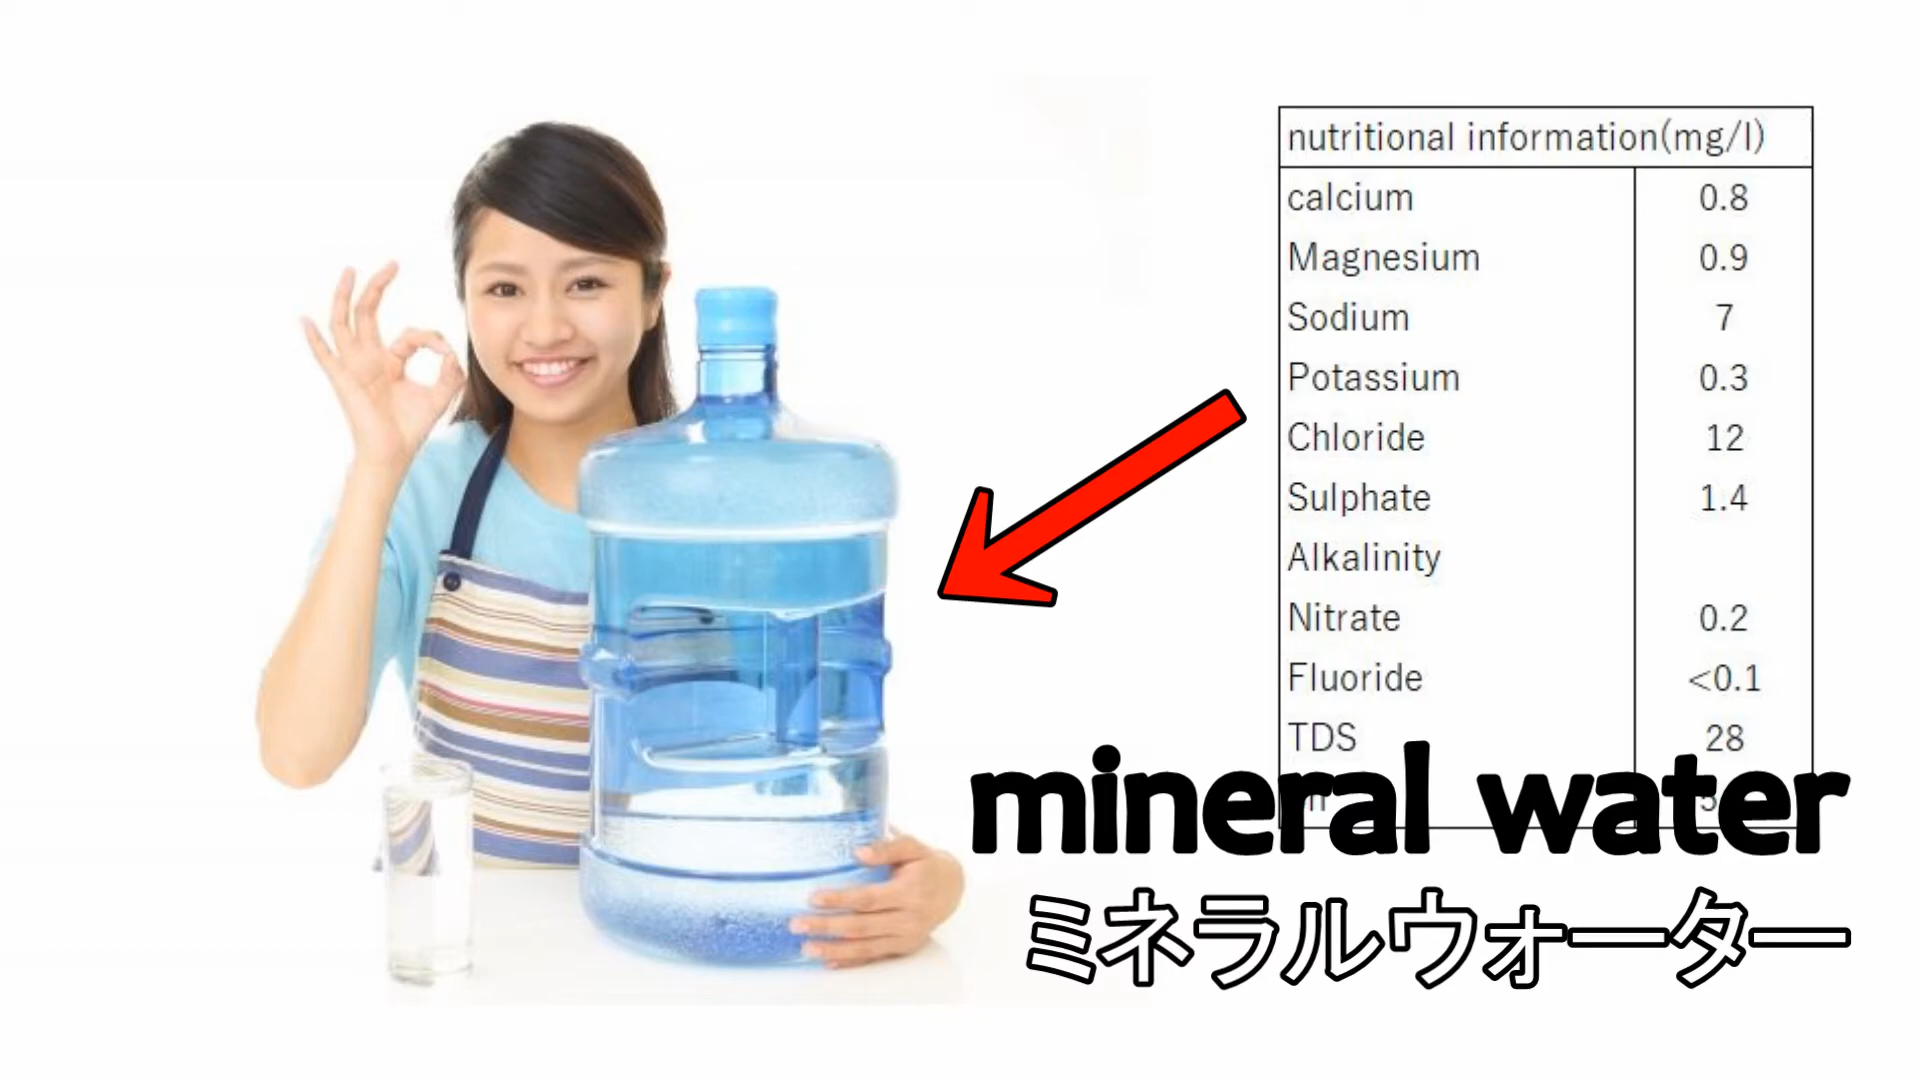 nutritional information(mg/l)
calcium 0.8
Magnesium 0.9
Sodium 7
Potassium 0.3
Chloride 12
Sulphate 1.4
Alkalinity
Nitrate 0.2
Fluoride <0.1
TDS 28
mineral water
ミネラルウォーター